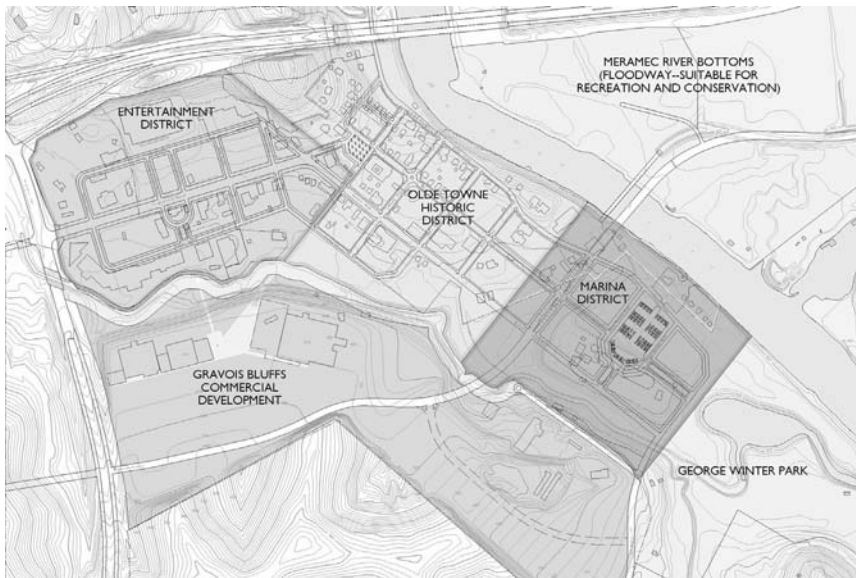 MERAMEC RIVER BOTTOMS
(FLOODWAY--SUITABLE FOR
RECREATION AND CONSERVATION)
ENTERTAINMENT
DISTRICT
OLDE TOWNE
HISTORIC
DISTRICT
MARINA
DISTRICT
GRAVOIS BLUFFS
COMMERCIAL
DEVELOPMENT
GEORGE WINTER PARK